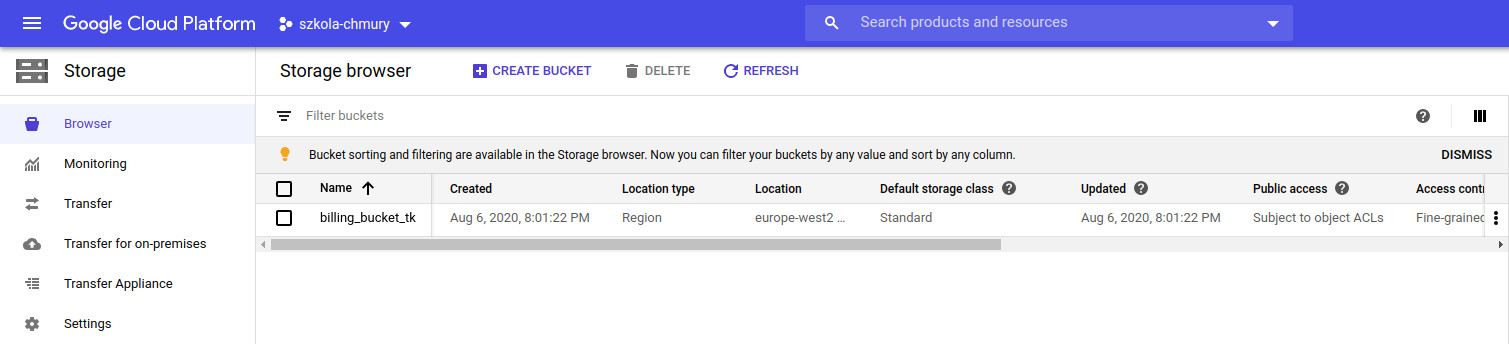 Google Cloud Platform szkola-chmury Search products and resources
Storage Storage browser CREATE BUCKET DELETE REFRESH
Browser Filter buckets
Monitoring Bucket sorting and filtering are available in the Storage browser. Now you can filter your buckets by any value and sort by any column. DISMISS
Name Created Location type Location Default storage class Updated Public access Access contr
Transfer billing_bucket_tk Aug 6, 2020, 8:01:22 PM Region europe-west2 ... Standard Aug 6, 2020, 8:01:22 PM Subject to object ACLs Fine-grained
Transfer for on-premises
Transfer Appliance
Settings